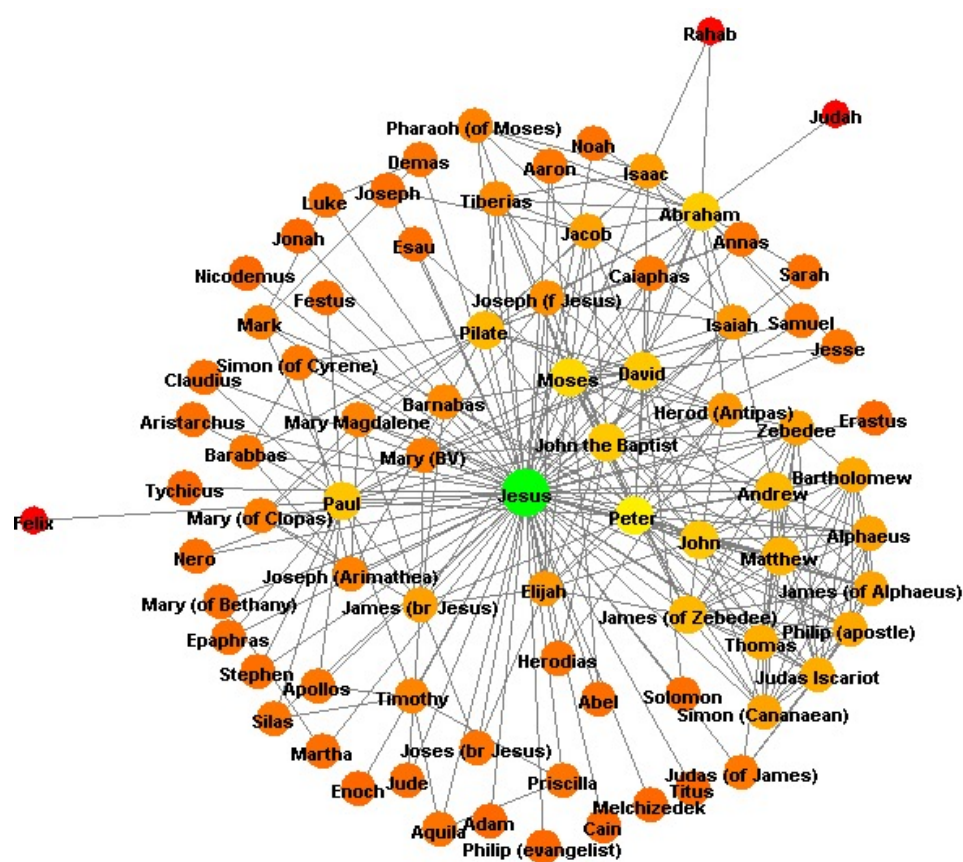 Rahab
Judah
Pharaoh (of Moses)
Noah
Demas
Aaron
Isaac
Joseph
Luke
Tiberias
Abraham
Jonah
Esau
Jacob
Annas
Nicodemus
Caiaphas
Sarah
Festus
Joseph (f Jesus)
Mark
Pilate
Isaiah
Samuel
Jesse
Simon (of Cyrene)
Claudius
Moses
David
Barnabas
Herod (Antipas)
Aristarchus
Mary Magdalene
Erastus
Zebedee
John the Baptist
Barabbas
Mary (BV)
Bartholomew
Tychicus
Andrew
Jesus
Paul
Felix
Mary (of Clopas)
Peter
Alphaeus
John
Nero
Matthew
Joseph (Arimathea)
Elijah
James (of Alphaeus)
Mary (of Bethany)
James (br Jesus)
James (of Zebedee)
Philip (apostle)
Epaphras
Thomas
Herodias
Stephen
Judas Iscariot
Apollos
Timothy
Abel
Solomon
Simon (Cananaean)
Silas
Martha
Joses (br Jesus)
Judas (of James)
Enoch
Jude
Priscilla
Titus
Melchizedek
Aquila
Adam
Cain
Philip (evangelist)